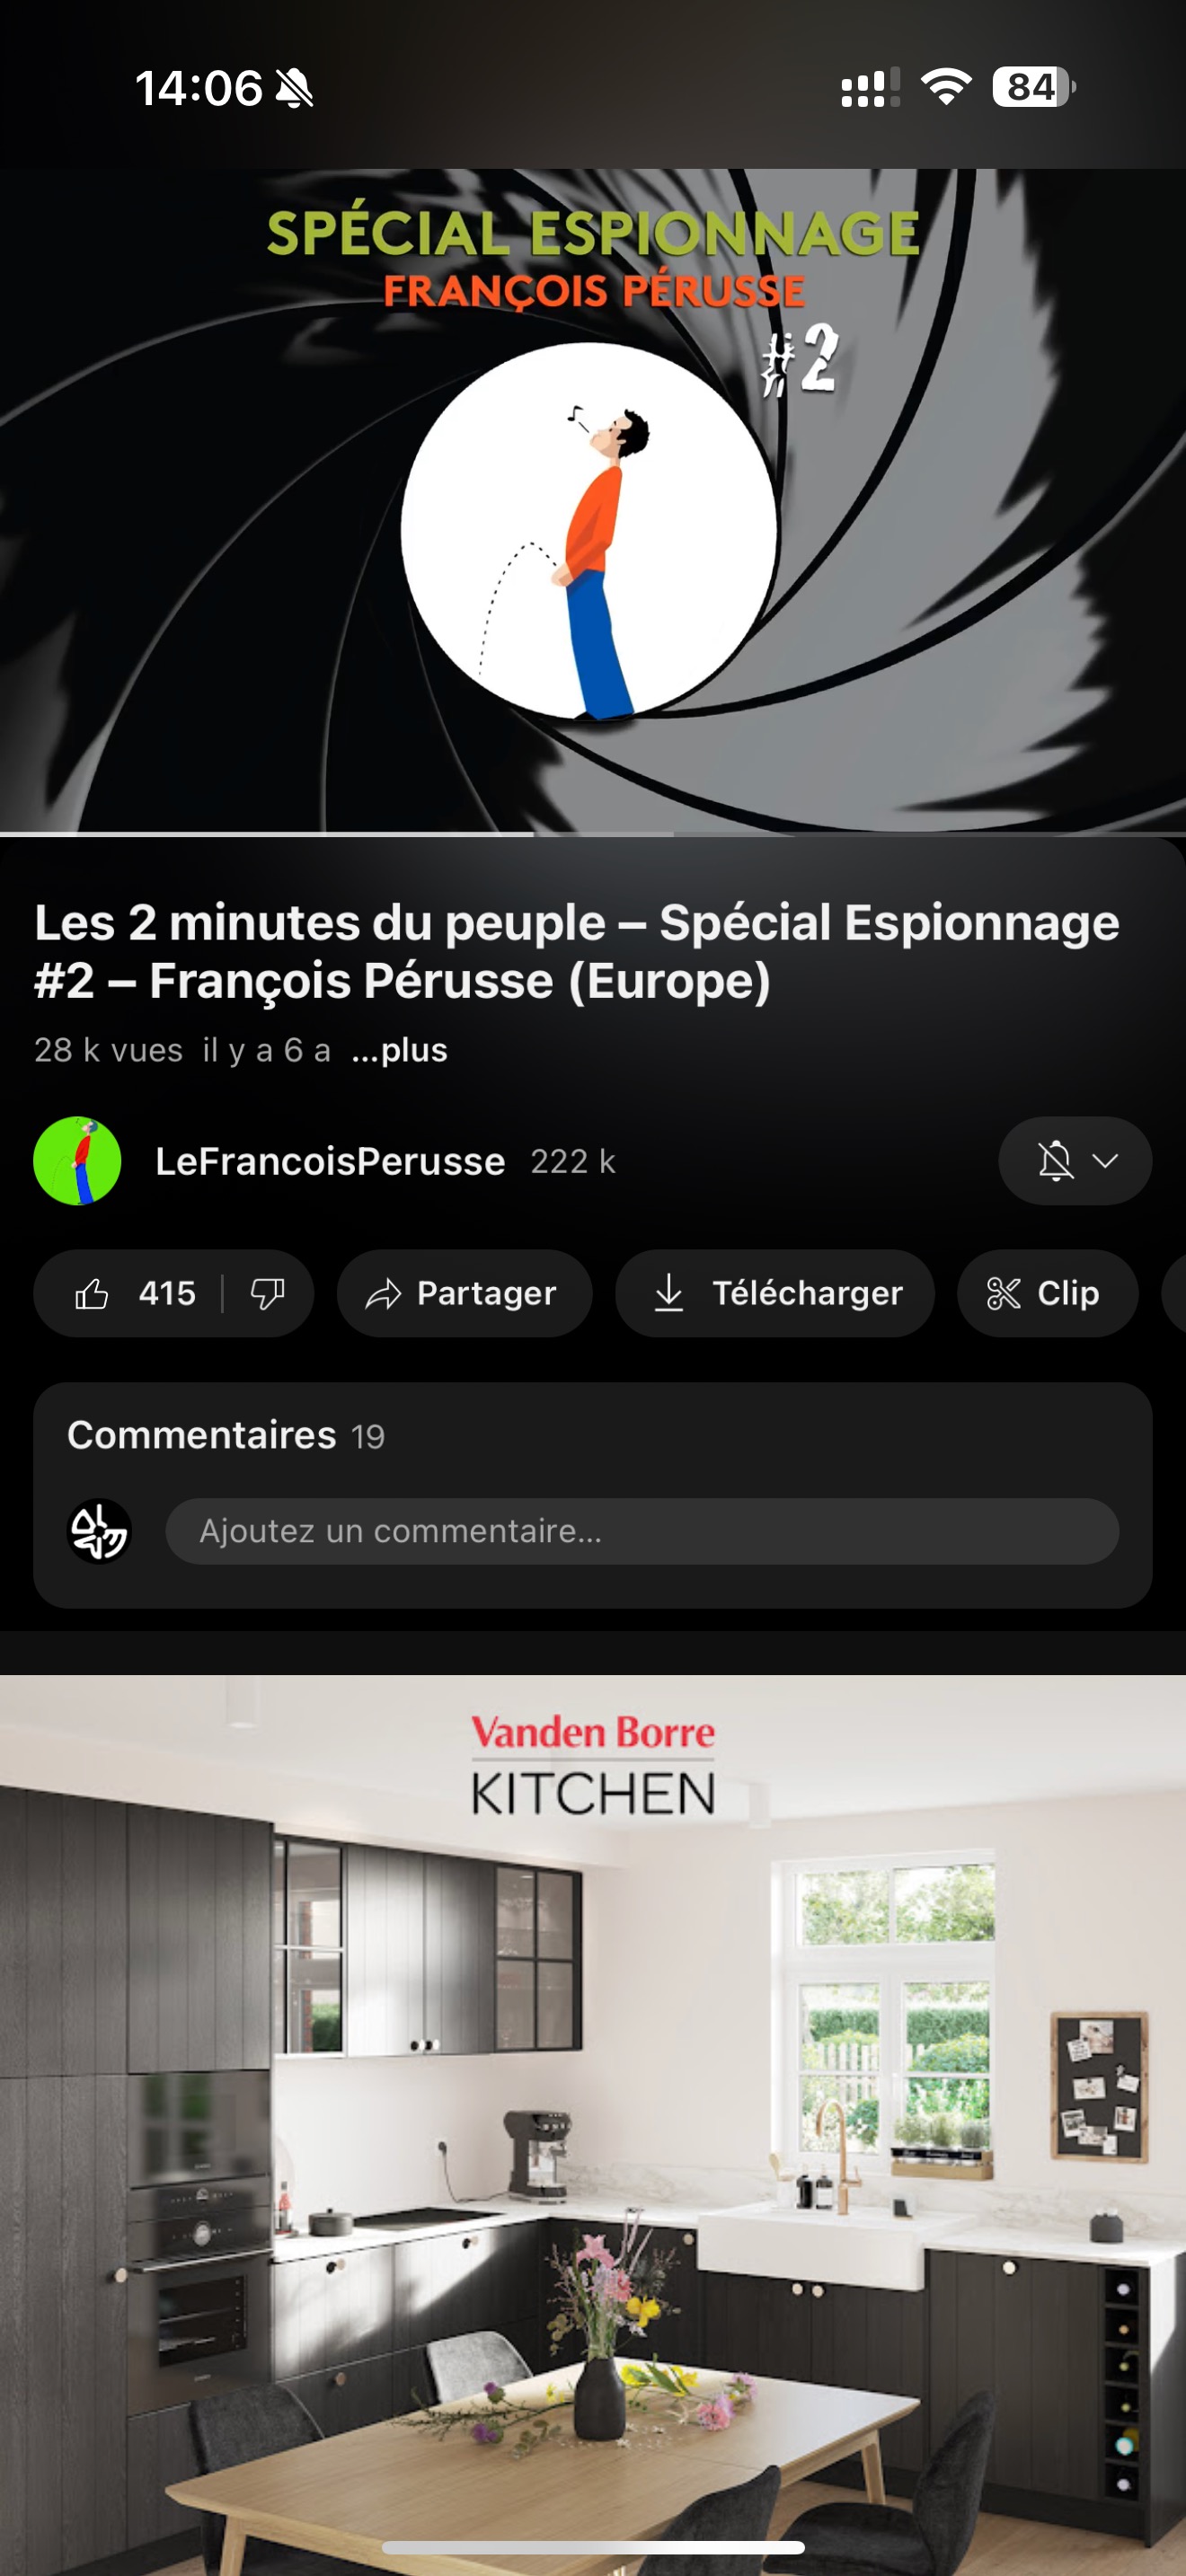 14:06
84
SPÉCIAL ESPIONNAGE
FRANÇOIS PÉRUSSE
#2
Les 2 minutes du peuple – Spécial Espionnage
#2 – François Pérusse (Europe)
28 k vues il y a 6 a ...plus
LeFrancoisPerusse 222 k
415 Partager Télécharger Clip
Commentaires 19
Ajoutez un commentaire...
Vanden Borre
KITCHEN